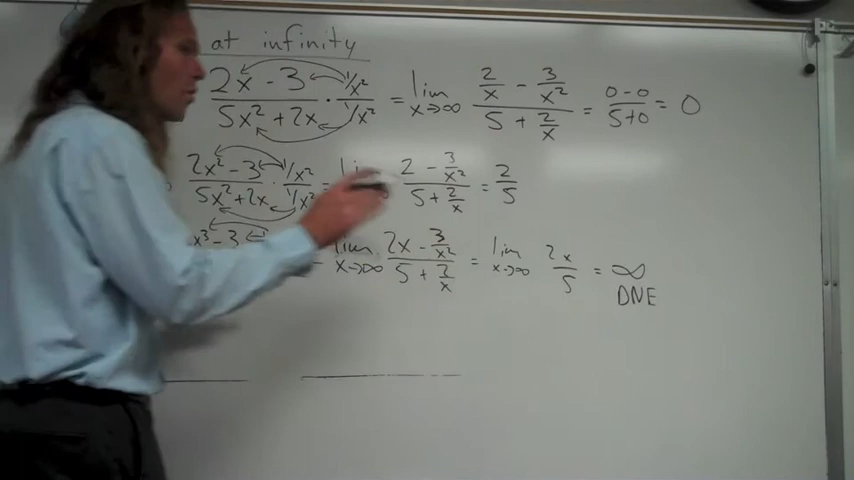 at infinity
2x - 3 / 5x² + 2x · 1/x² / 1/x² = lim x→∞ 2/x - 3/x² / 5 + 2/x = 0-0 / 5+0 = 0
2x² - 3 / 5x² + 2x · 1/x² / 1/x² = 2 - 3/x² / 5 + 2/x = 2/5
x³ - 3 lim x→∞ 2x - 3/x² / 5 + 2/x = lim x→∞ 2x/5 = ∞
DNE